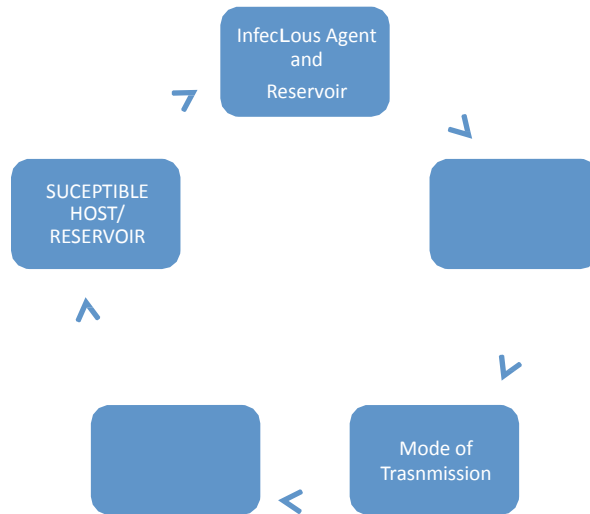 InfecLous Agent
and
Reservoir
SUCEPTIBLE
HOST/
RESERVOIR
Mode of
Trasnmission